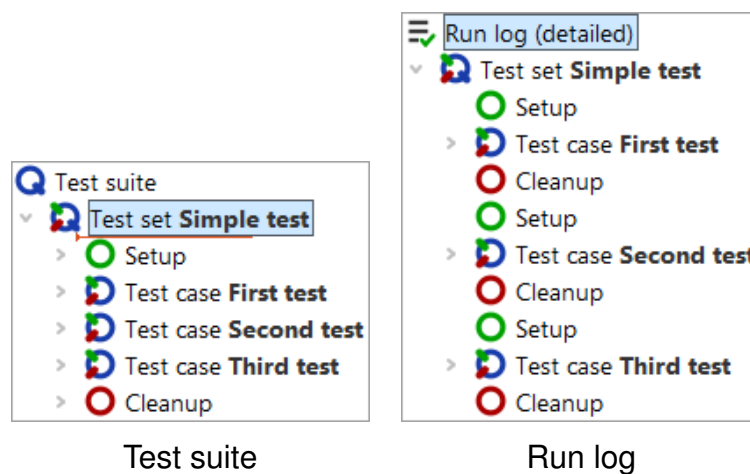 Test suite
Test set Simple test
Setup
Test case First test
Test case Second test
Test case Third test
Cleanup
Test suite
Run log (detailed)
Test set Simple test
Setup
Test case First test
Cleanup
Setup
Test case Second test
Cleanup
Setup
Test case Third test
Cleanup
Run log